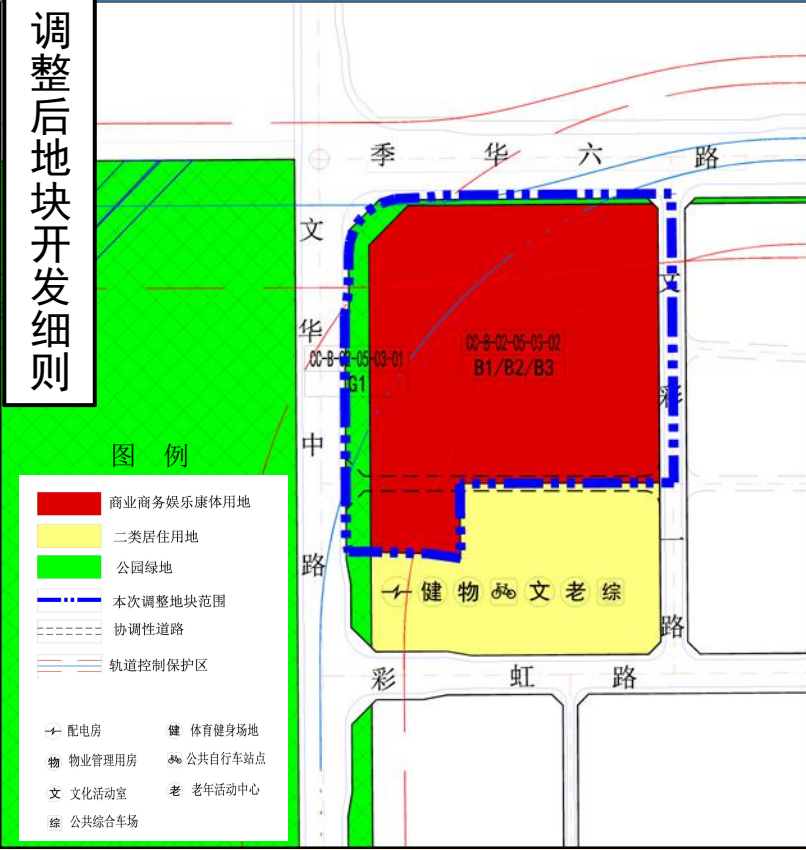 调整后地块开发细则
季华六路
文华中路
文彩一路
CC-B-02-05-03-01
G1
CC-B-02-05-03-02
B1/B2/B3
健 物 文 老 综
彩虹路
图例
商业商务娱乐康体用地
二类居住用地
公园绿地
本次调整地块范围
协调性道路
轨道控制保护区
配电房
健 体育健身场地
物 物业管理用房
公共自行车站点
文 文化活动室
老 老年活动中心
综 公共综合车场